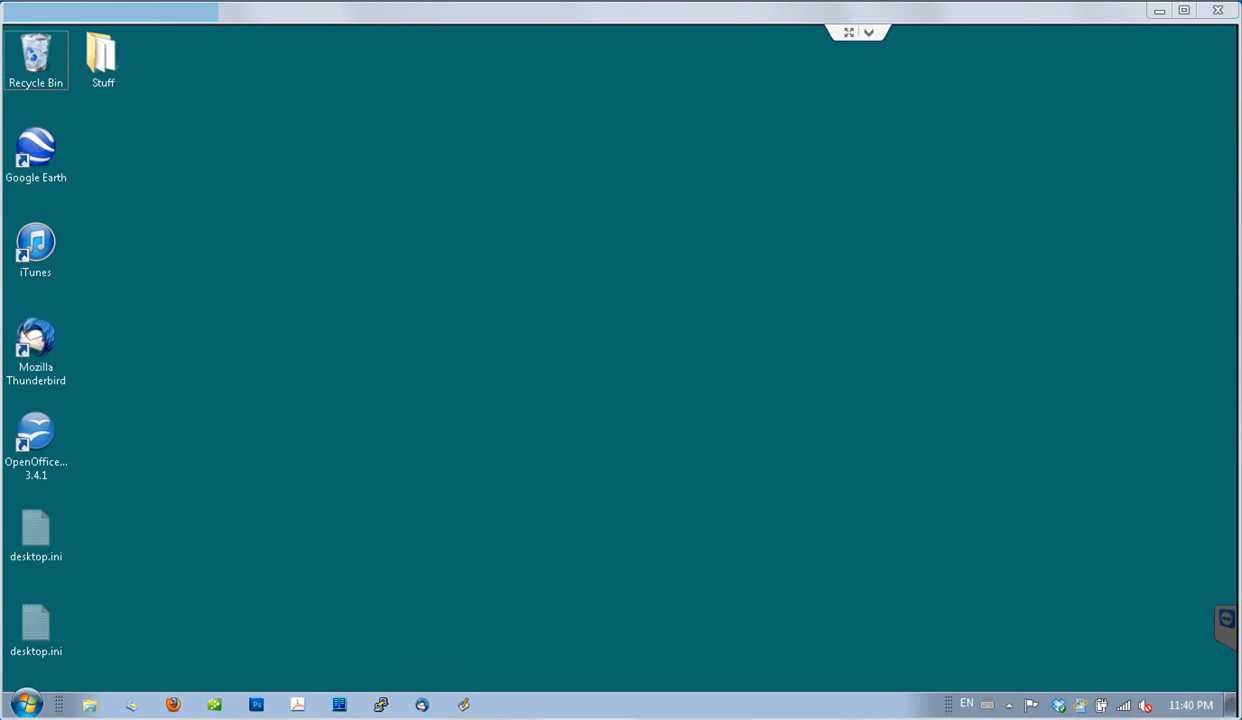 Recycle Bin
Stuff
Google Earth
iTunes
Mozilla
Thunderbird
OpenOffice...
3.4.1
desktop.ini
desktop.ini
Ps
EN
11:40 PM